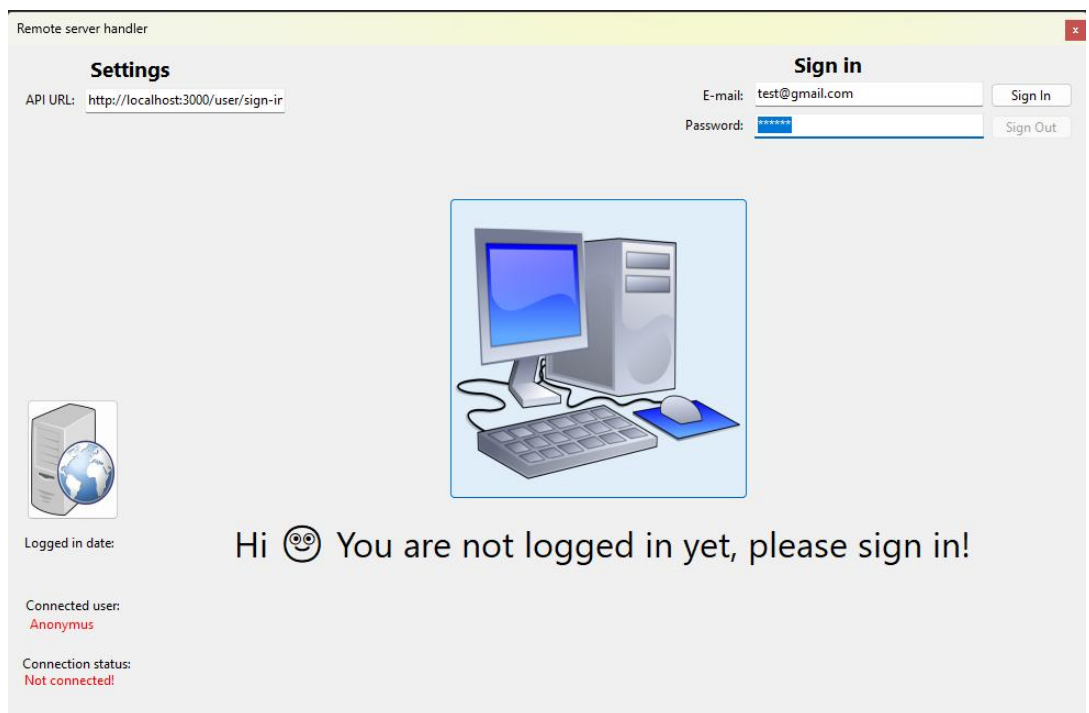 Remote server handler
x
Settings
API URL: http://localhost:3000/user/sign-ir
Sign in
E-mail: test@gmail.com Sign In
Password: ****** Sign Out
Logged in date:
Hi You are not logged in yet, please sign in!
Connected user:
Anonymus
Connection status:
Not connected!